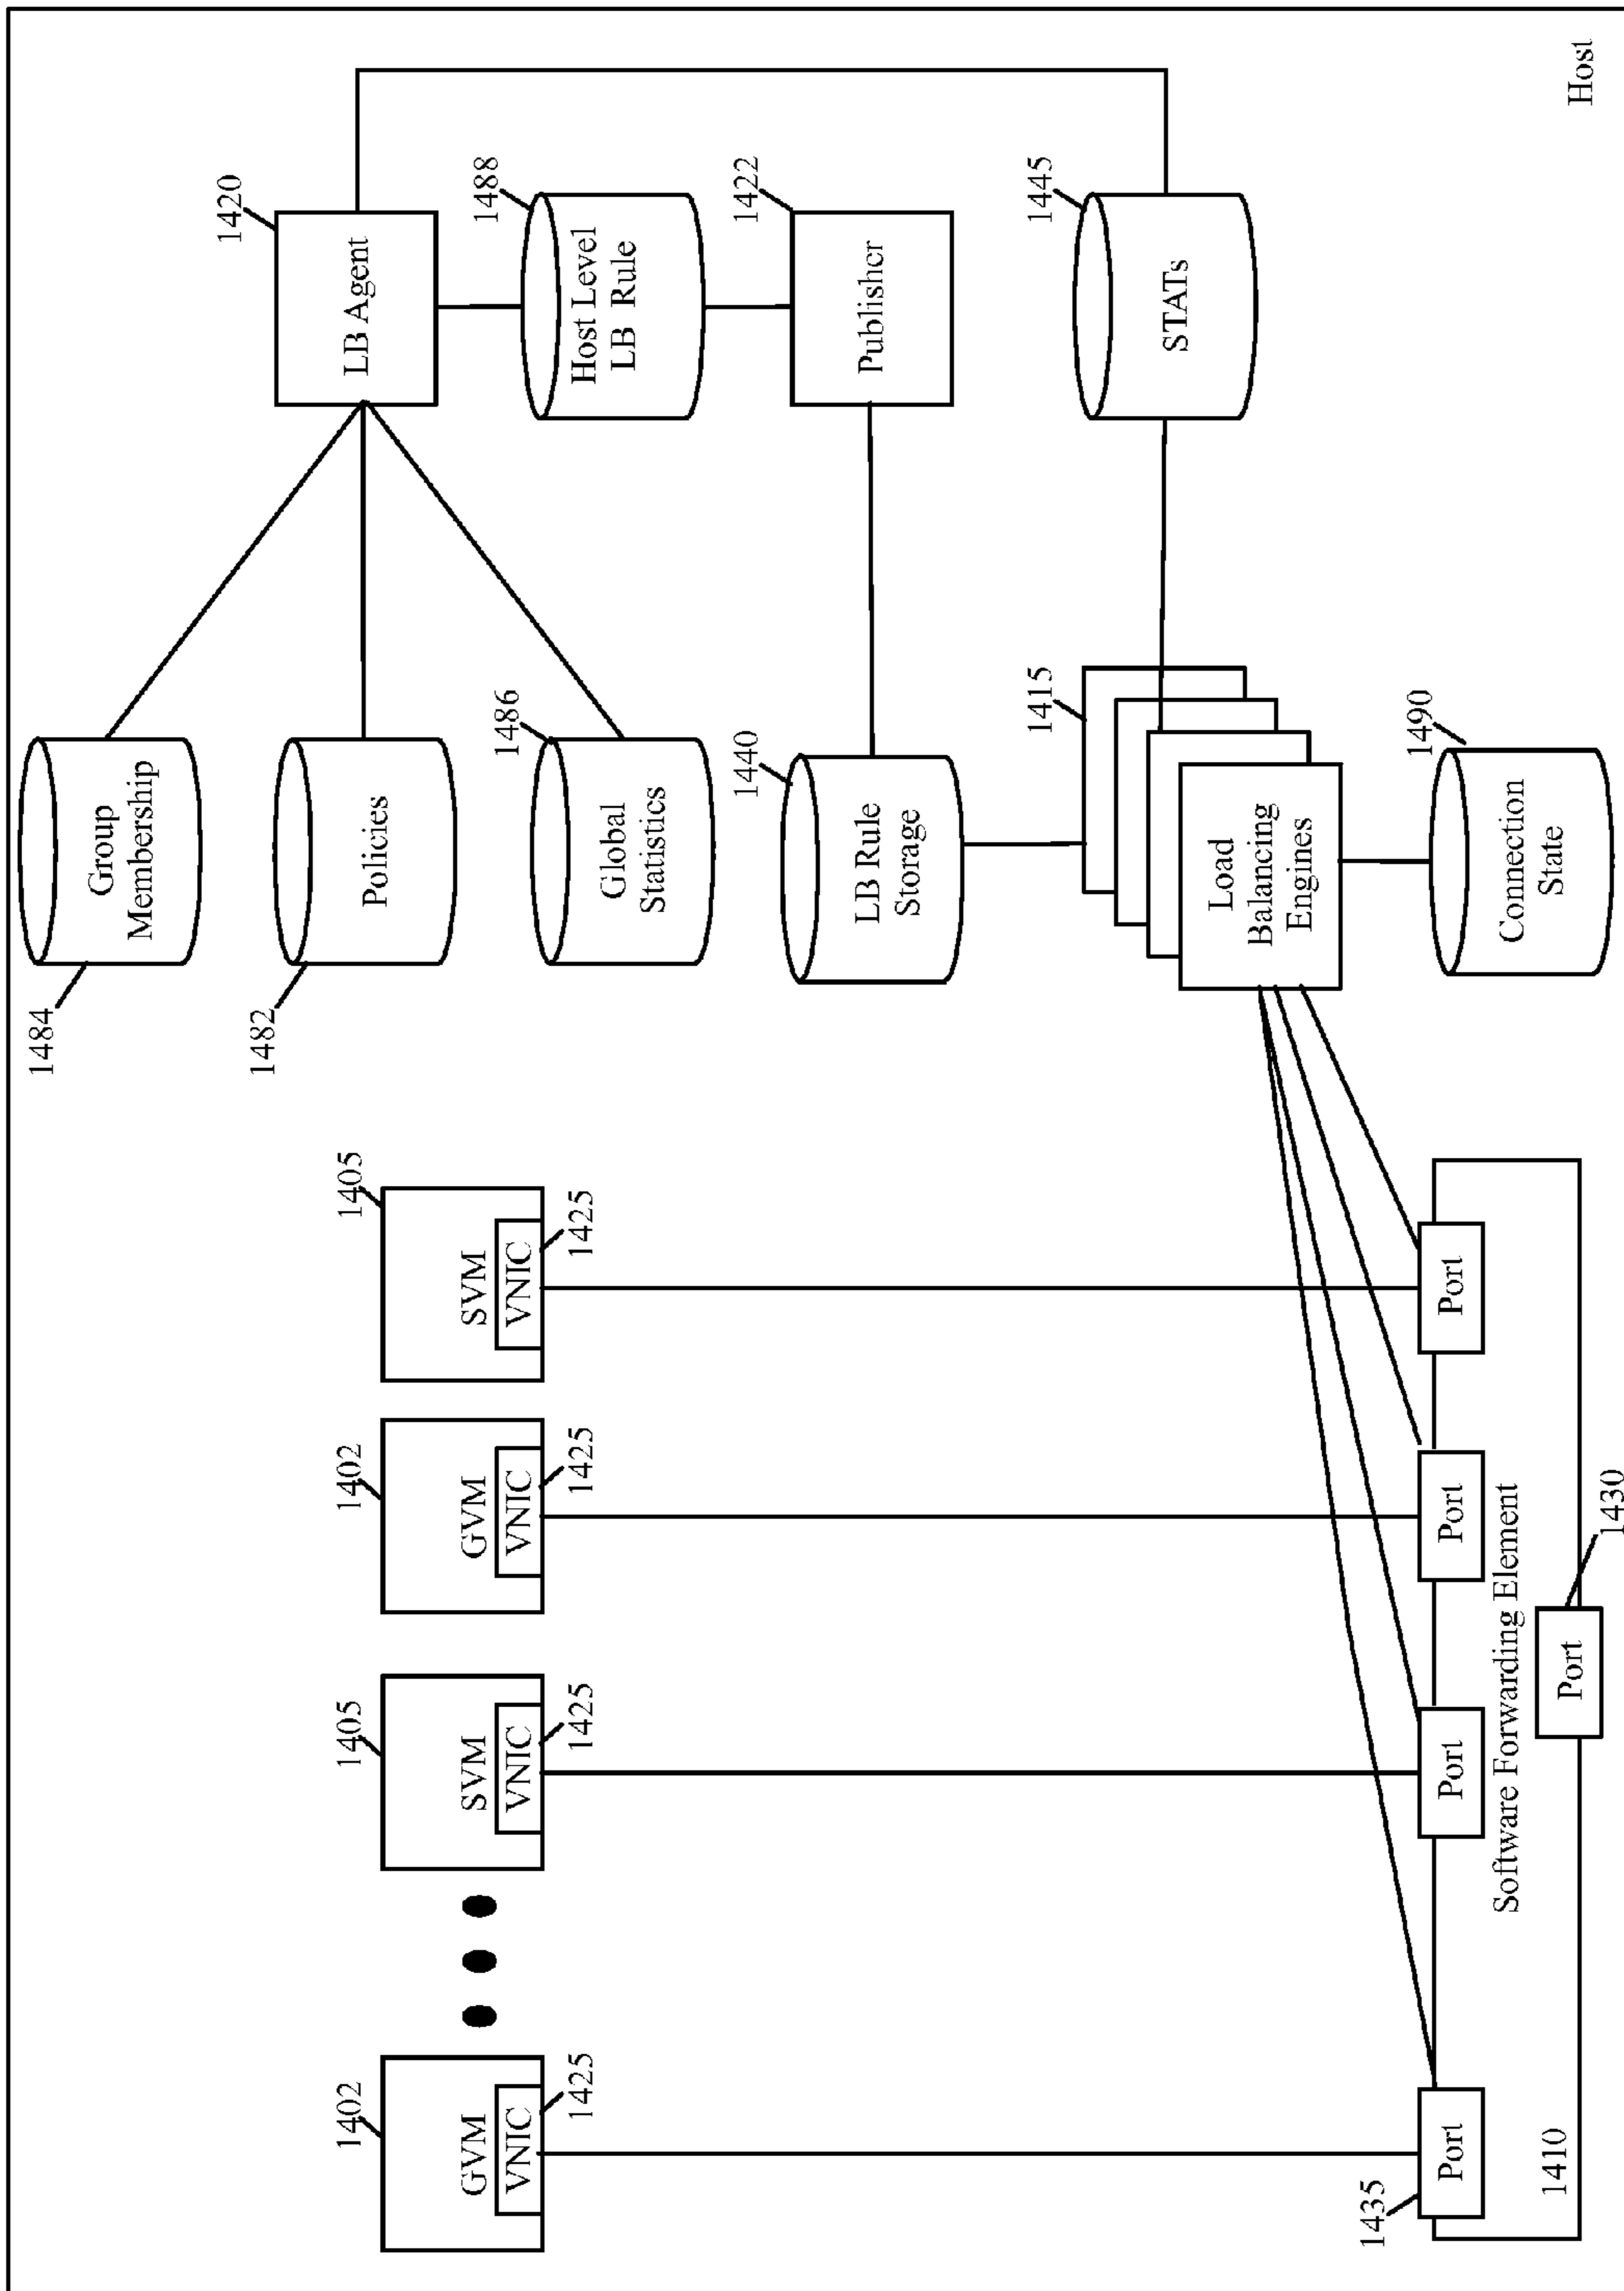 1484
Group
Membership
1420
LB Agent
1482
Policies
1486
Global
Statistics
1488
Host Level
LB Rule
1402
GVM
VNIC
1425
1405
SVM
VNIC
1425
1402
GVM
VNIC
1425
1405
SVM
VNIC
1425
1440
LB Rule
Storage
1422
Publisher
1415
Load
Balancing
Engines
1445
STATs
1490
Connection
State
1435
Port
Port
Port
Port
Software Forwarding Element
1410
Port
1430
Host